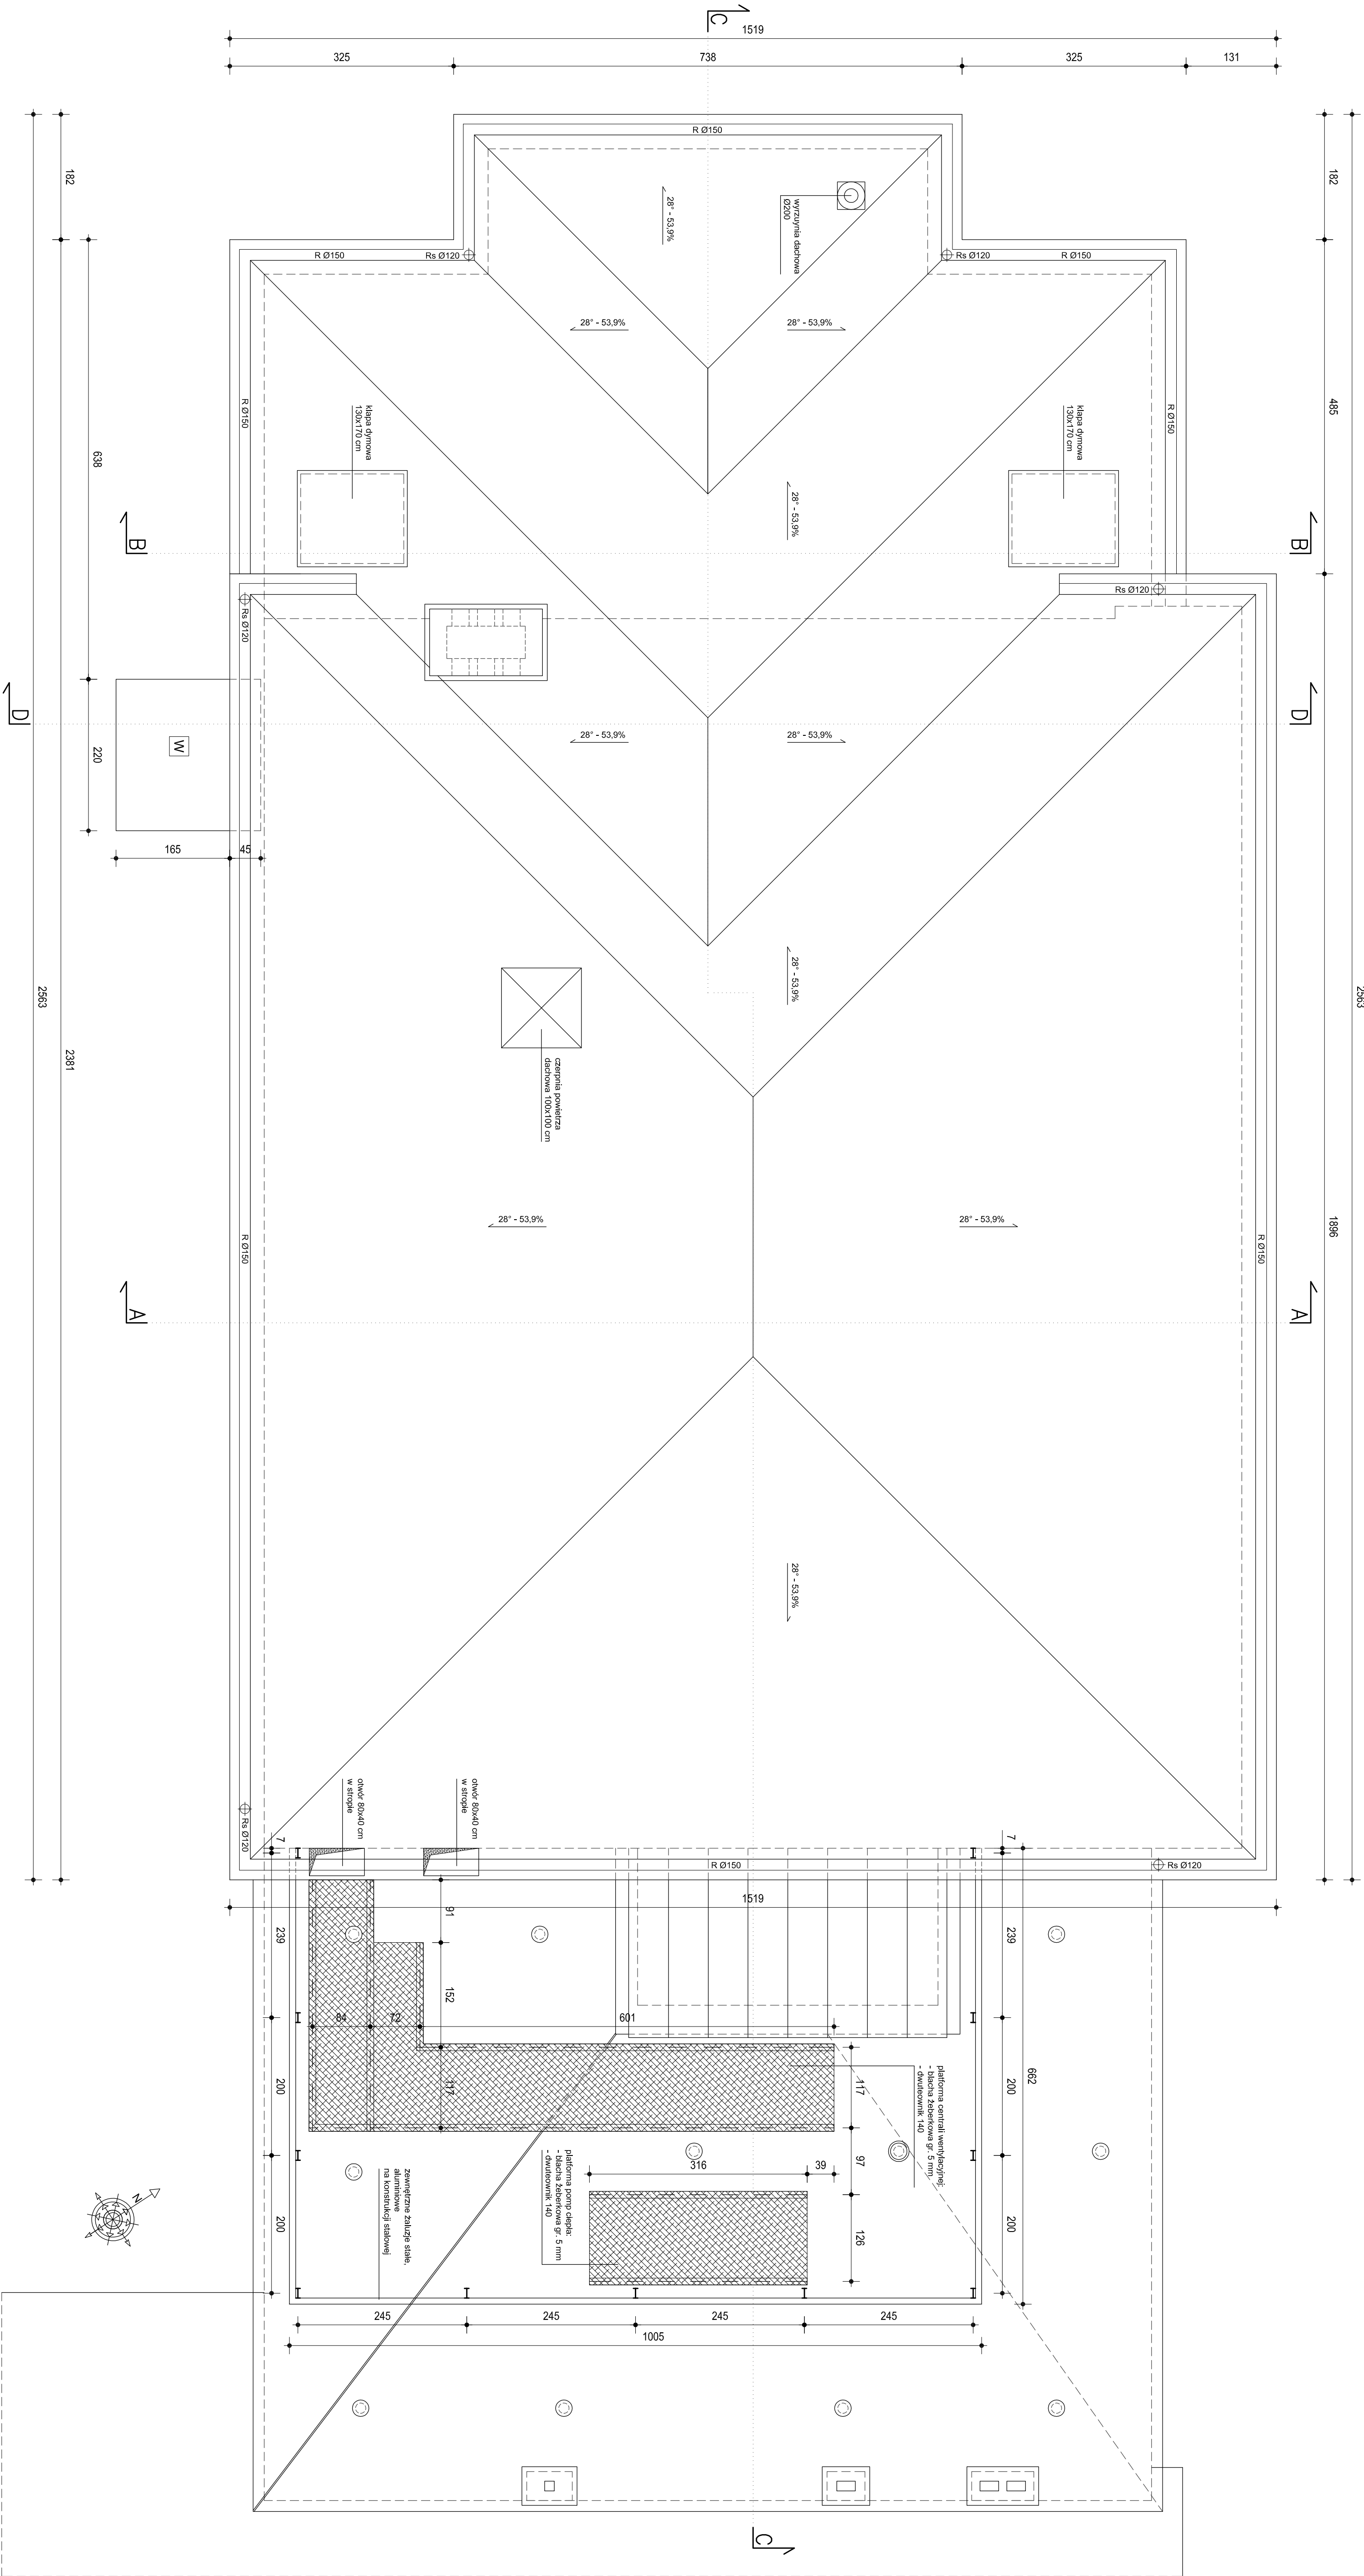 C
1519
325
738
325
131
R Ø150
182
182
wyrzuynia dachowa
Ø200
28° - 53,9%
R Ø150
Rs Ø120
Rs Ø120
R Ø150
28° - 53,9%
28° - 53,9%
R Ø150
klapa dymowa
130x170 cm
klapa dymowa
130x170 cm
R Ø150
485
638
28° - 53,9%
B
B
Rs Ø120
Rs Ø120
D
D
W
220
28° - 53,9%
28° - 53,9%
165
45
28° - 53,9%
2563
2563
2381
czerpnia powietrza
dachowa 100x100 cm
28° - 53,9%
28° - 53,9%
1896
R Ø150
R Ø150
A
A
28° - 53,9%
otwór 80x40 cm
w stropie
otwór 80x40 cm
w stropie
Rs Ø120
7
7
R Ø150
Rs Ø120
1519
91
239
239
152
84
72
601
662
200
117
117
200
platforma centrali wentylacyjnej:
- blacha żeberkowa gr. 5 mm
- dwuteownik 140
97
316
39
platforma pomp ciepła:
- blacha żeberkowa gr. 5 mm
- dwuteownik 140
zewnętrzne żaluzje stałe,
aluminiowe
na konstrukcji stalowej
200
126
200
N
245
245
245
245
1005
C